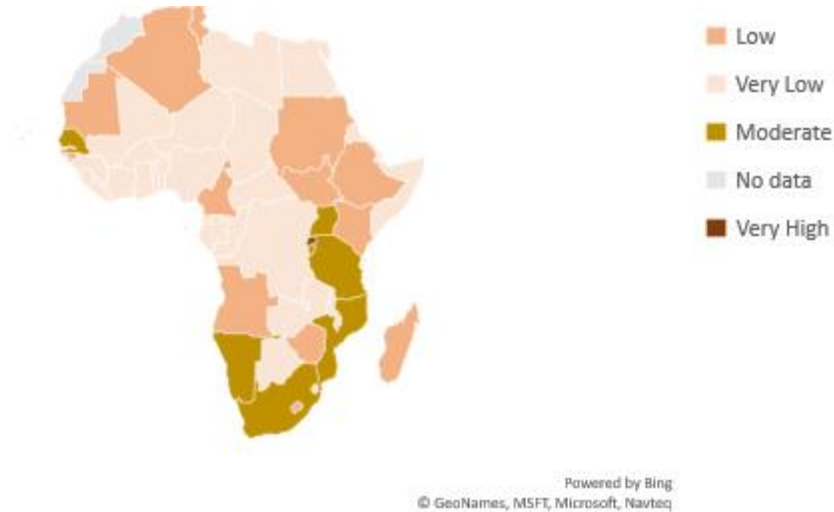 Low
Very Low
Moderate
No data
Very High
Powered by Bing
© GeoNames, MSFT, Microsoft, Navteq